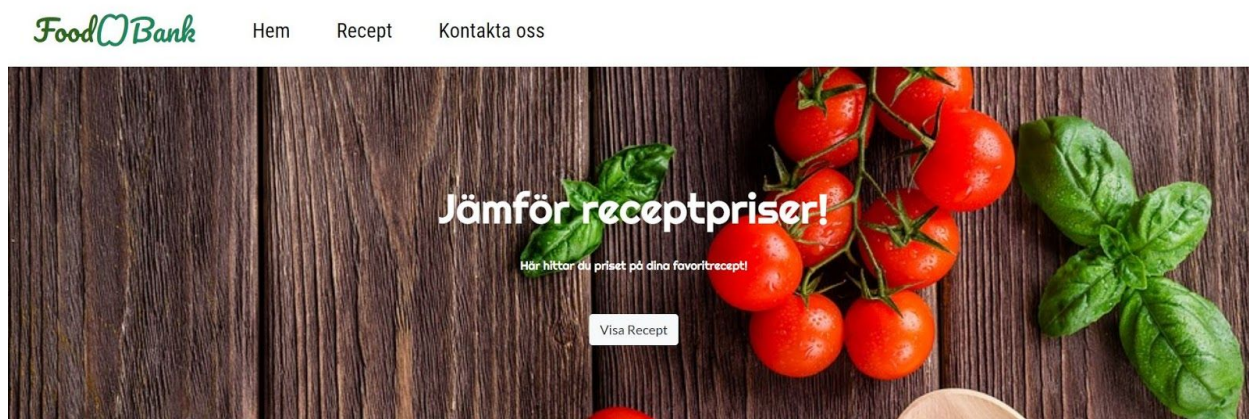 Food Bank
Hem
Recept
Kontakta oss
Jämför receptpriser!
Här hittar du priset på dina favoritrecept!
Visa Recept